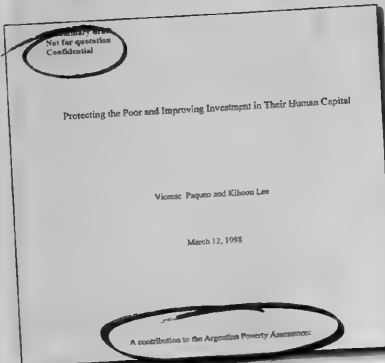 Not for quotation
Confidential
Protecting the Poor and Improving Investment in Their Human Capital
Vicente Paqueo and Kihoon Lee
March 12, 1998
A contribution to the Argentina Poverty Assessment